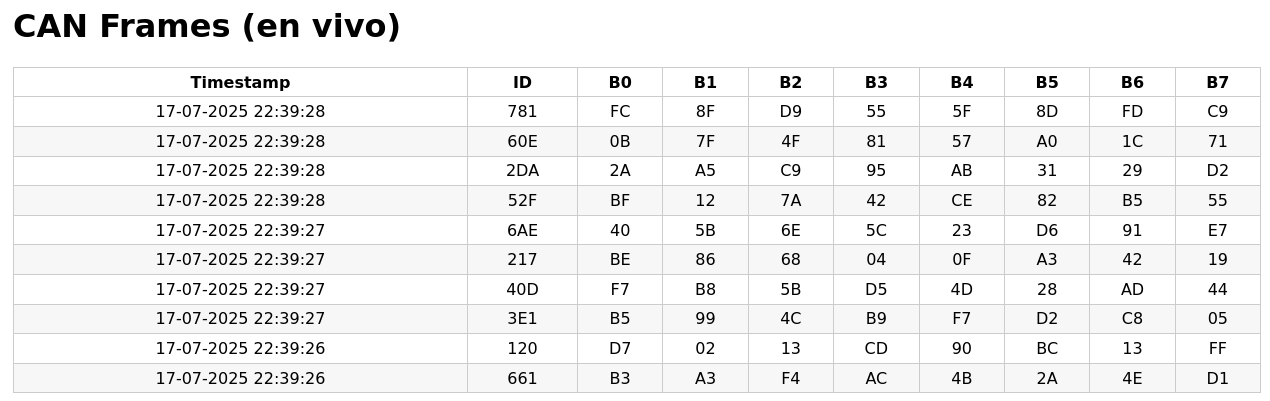 CAN Frames (en vivo)
Timestamp ID B0 B1 B2 B3 B4 B5 B6 B7
17-07-2025 22:39:28 781 FC 8F D9 55 5F 8D FD C9
17-07-2025 22:39:28 60E 0B 7F 4F 81 57 A0 1C 71
17-07-2025 22:39:28 2DA 2A A5 C9 95 AB 31 29 D2
17-07-2025 22:39:28 52F BF 12 7A 42 CE 82 B5 55
17-07-2025 22:39:27 6AE 40 5B 6E 5C 23 D6 91 E7
17-07-2025 22:39:27 217 BE 86 68 04 0F A3 42 19
17-07-2025 22:39:27 40D F7 B8 5B D5 4D 28 AD 44
17-07-2025 22:39:27 3E1 B5 99 4C B9 F7 D2 C8 05
17-07-2025 22:39:26 120 D7 02 13 CD 90 BC 13 FF
17-07-2025 22:39:26 661 B3 A3 F4 AC 4B 2A 4E D1